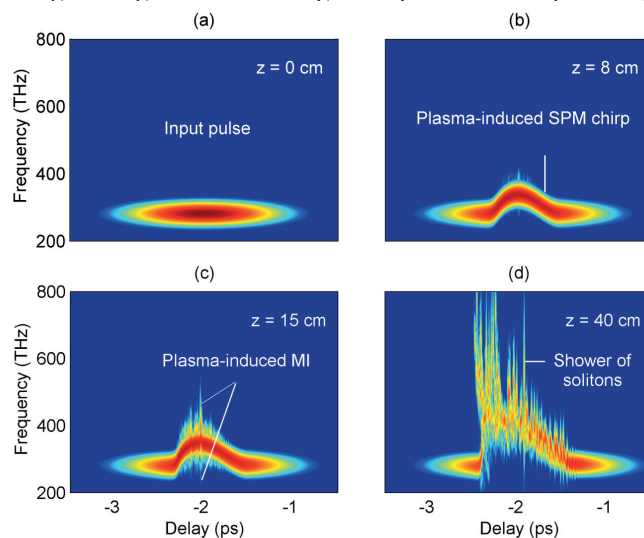 (a)
(b)
800
600
400
200
Frequency (THz)
z = 0 cm
Input pulse
z = 8 cm
Plasma-induced SPM chirp
(c)
(d)
800
600
400
200
Frequency (THz)
z = 15 cm
Plasma-induced MI
z = 40 cm
Shower of
solitons
-3
-2
-1
-3
-2
-1
Delay (ps)
Delay (ps)